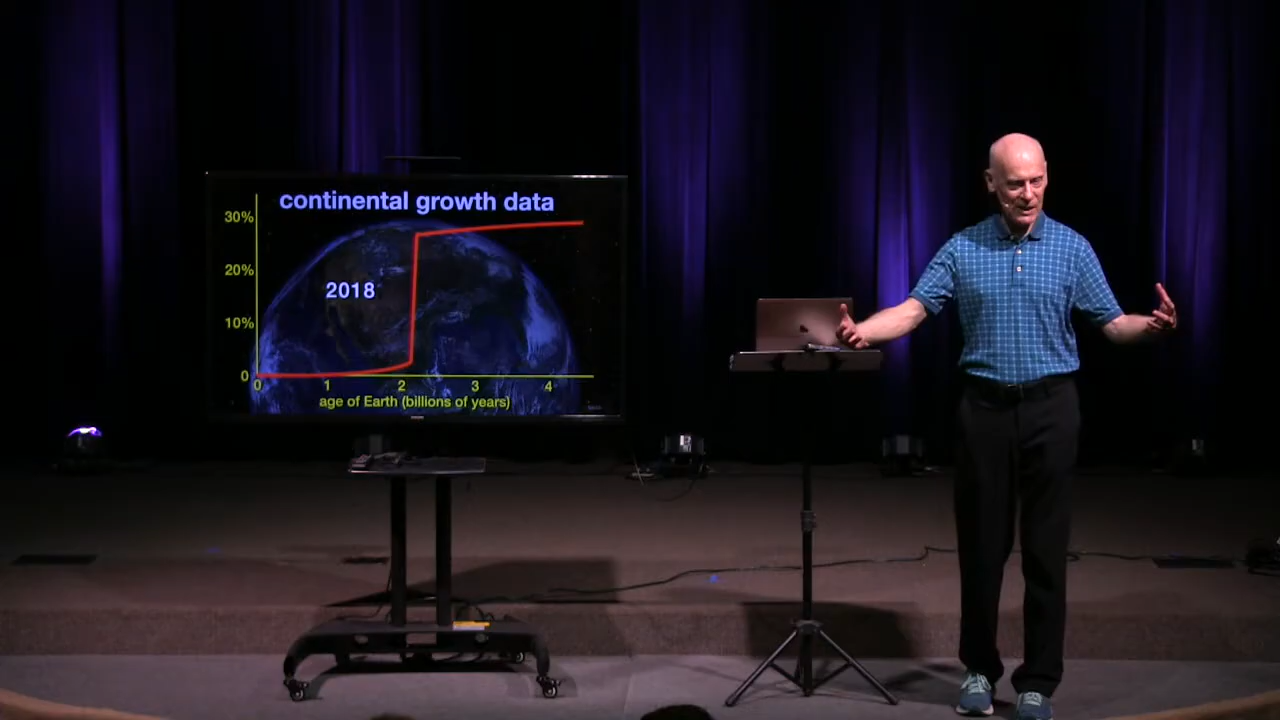 continental growth data
30%
20%
2018
10%
0
0 1 2 3 4
age of Earth (billions of years)